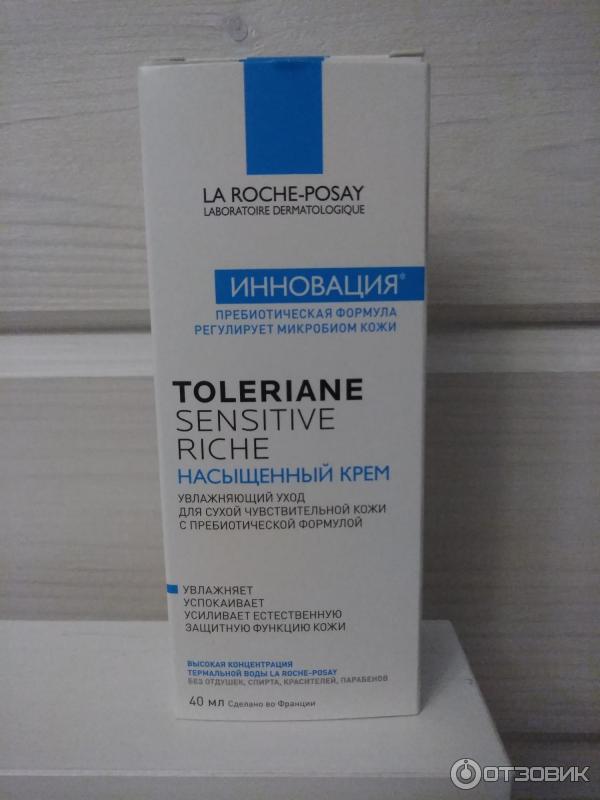 LA ROCHE-POSAY
LABORATOIRE DERMATOLOGIQUE
ИННОВАЦИЯ*
ПРЕБИОТИЧЕСКАЯ ФОРМУЛА
РЕГУЛИРУЕТ МИКРОБИОМ КОЖИ
TOLERIANE
SENSITIVE
RICHE
НАСЫЩЕННЫЙ КРЕМ
УВЛАЖНЯЮЩИЙ УХОД
ДЛЯ СУХОЙ ЧУВСТВИТЕЛЬНОЙ КОЖИ
С ПРЕБИОТИЧЕСКОЙ ФОРМУЛОЙ
УВЛАЖНЯЕТ
УСПОКАИВАЕТ
УСИЛИВАЕТ ЕСТЕСТВЕННУЮ
ЗАЩИТНУЮ ФУНКЦИЮ КОЖИ
ВЫСОКАЯ КОНЦЕНТРАЦИЯ
ТЕРМАЛЬНОЙ ВОДЫ LA ROCHE-POSAY
БЕЗ ОТДУШЕК, СПИРТА, КРАСИТЕЛЕЙ, ПАРАБЕНОВ
40 МЛ Сделано во Франции
ОТЗОВИК